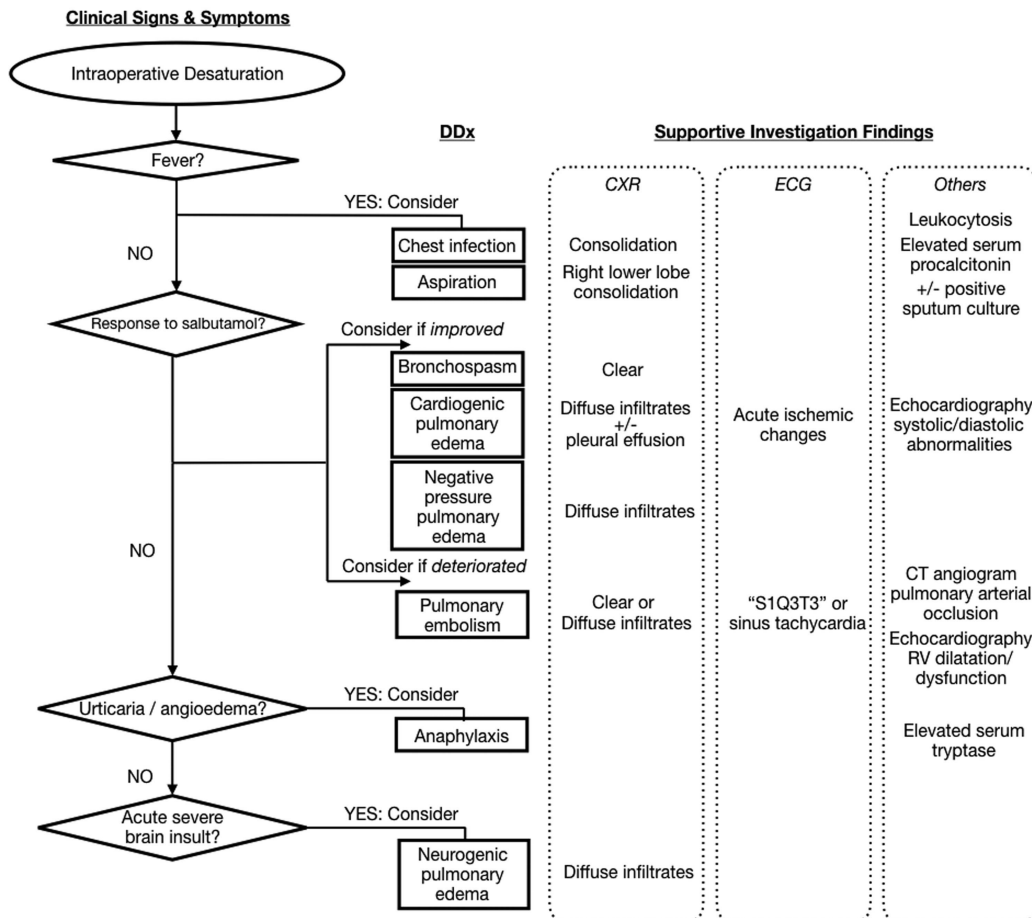 Clinical Signs & Symptoms
Intraoperative Desaturation
DDx
Supportive Investigation Findings
Fever?
CXR
ECG
Others
YES: Consider
Leukocytosis
NO
Chest infection
Consolidation
Elevated serum
procalcitonin
Aspiration
Right lower lobe
consolidation
+/- positive
sputum culture
Response to salbutamol?
Consider if improved
Bronchospasm
Clear
Cardiogenic
pulmonary
edema
Diffuse infiltrates
+/-
pleural effusion
Acute ischemic
changes
Echocardiography
systolic/diastolic
abnormalities
Negative
pressure
pulmonary
edema
Diffuse infiltrates
NO
Consider if deteriorated
Pulmonary
embolism
Clear or
Diffuse infiltrates
“S1Q3T3” or
sinus tachycardia
CT angiogram
pulmonary arterial
occlusion
Echocardiography
RV dilatation/
dysfunction
Urticaria / angioedema?
YES: Consider
Anaphylaxis
Elevated serum
tryptase
NO
Acute severe
brain insult?
YES: Consider
Neurogenic
pulmonary
edema
Diffuse infiltrates